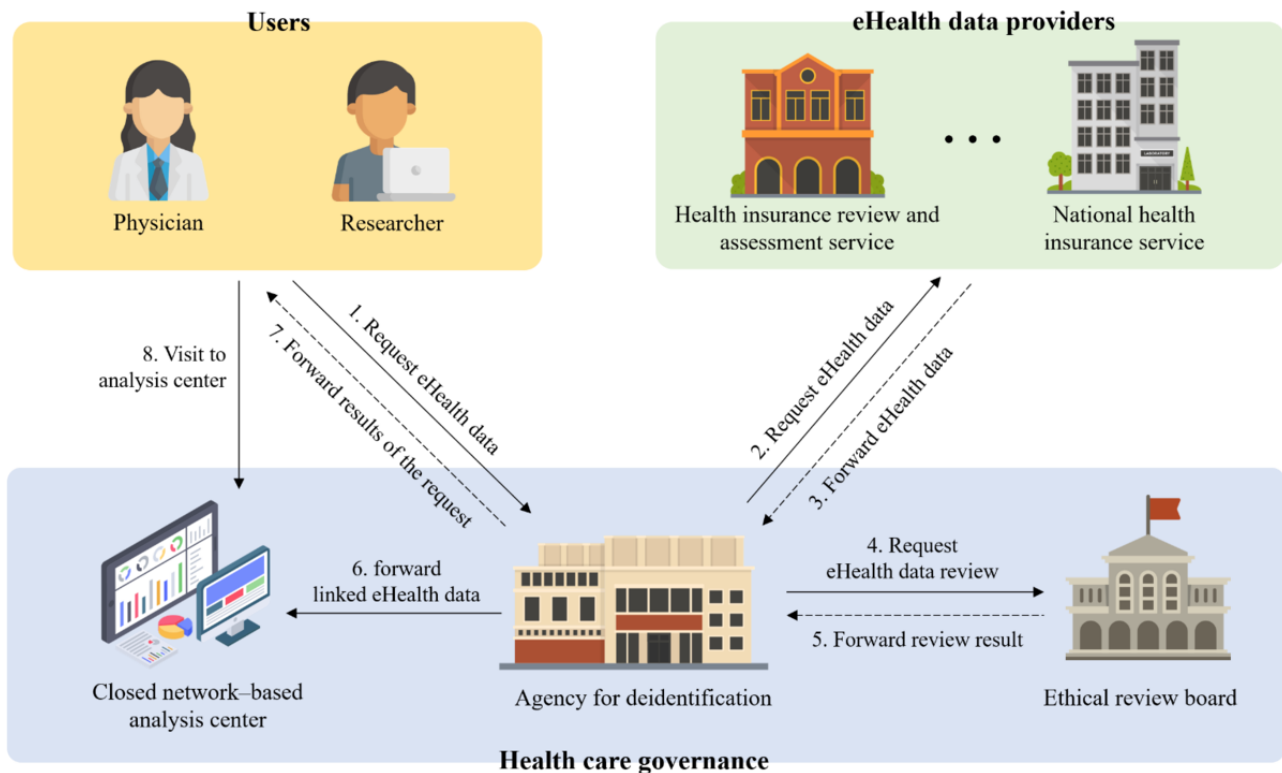 Users
eHealth data providers
Physician
Researcher
Health insurance review and
assessment service
• • •
National health
insurance service
LABORATORY
1. Request eHealth data
7. Forward results of the request
8. Visit to
analysis center
2. Request eHealth data
3. Forward eHealth data
4. Request
eHealth data review
5. Forward review result
6. forward
linked eHealth data
Closed network–based
analysis center
Agency for deidentification
Ethical review board
Health care governance